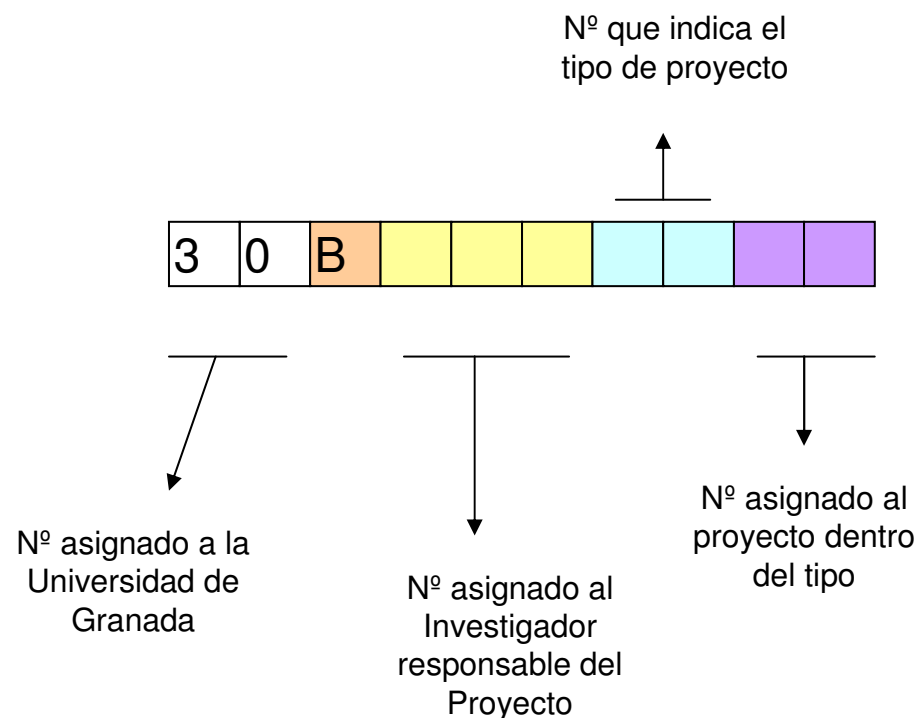 Nº que indica el
tipo de proyecto
3 0 B
Nº asignado a la
Universidad de
Granada
Nº asignado al
Investigador
responsable del
Proyecto
Nº asignado al
proyecto dentro
del tipo